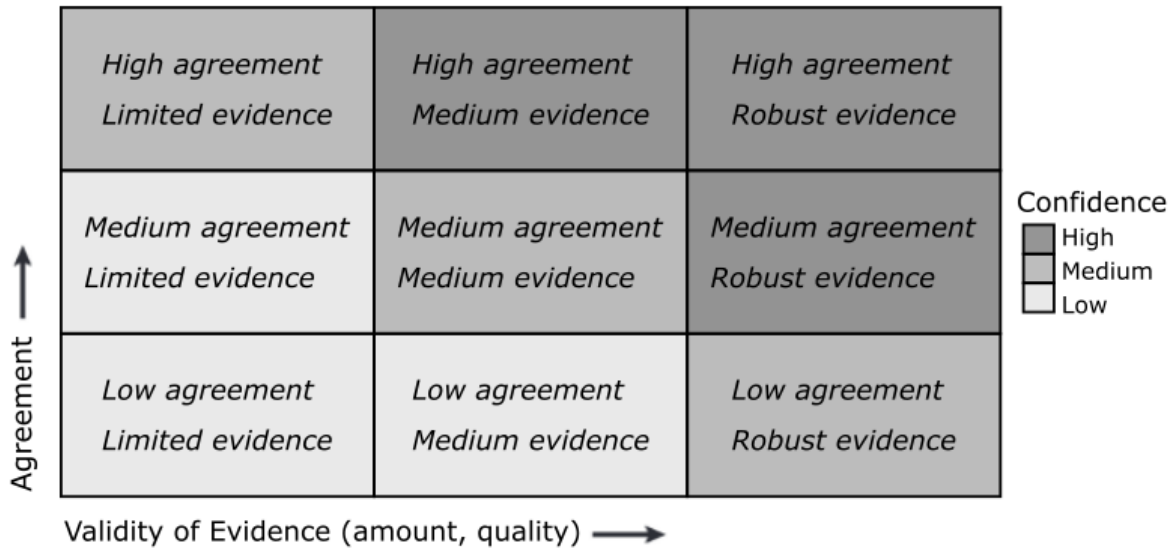 High agreement
Limited evidence
High agreement
Medium evidence
High agreement
Robust evidence
Medium agreement
Limited evidence
Medium agreement
Medium evidence
Medium agreement
Robust evidence
Low agreement
Limited evidence
Low agreement
Medium evidence
Low agreement
Robust evidence
Agreement
Validity of Evidence (amount, quality)
Confidence
High
Medium
Low